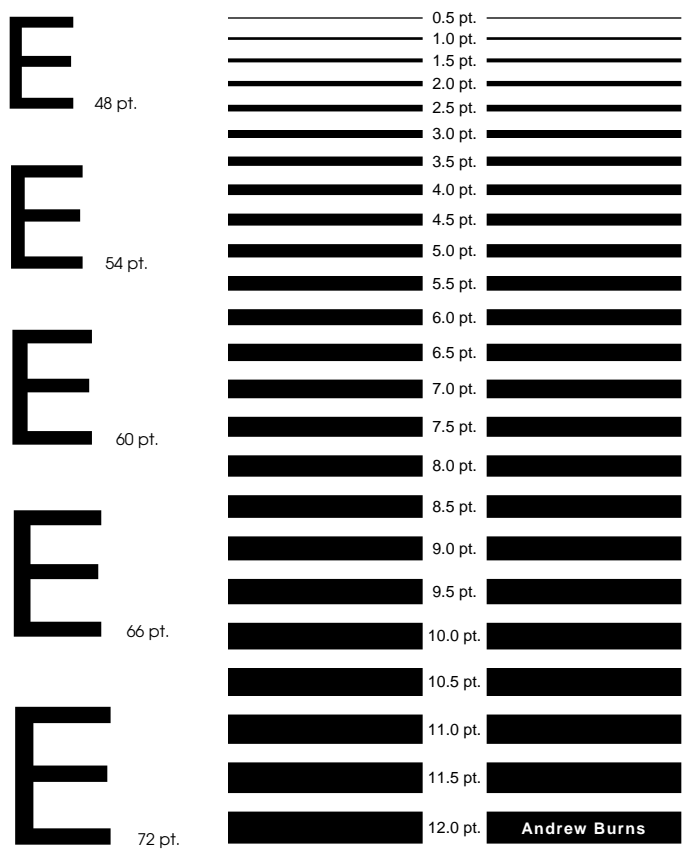 E
48 pt.
E
54 pt.
E
60 pt.
E
66 pt.
E
72 pt.
0.5 pt.
1.0 pt.
1.5 pt.
2.0 pt.
2.5 pt.
3.0 pt.
3.5 pt.
4.0 pt.
4.5 pt.
5.0 pt.
5.5 pt.
6.0 pt.
6.5 pt.
7.0 pt.
7.5 pt.
8.0 pt.
8.5 pt.
9.0 pt.
9.5 pt.
10.0 pt.
10.5 pt.
11.0 pt.
11.5 pt.
12.0 pt.
Andrew Burns